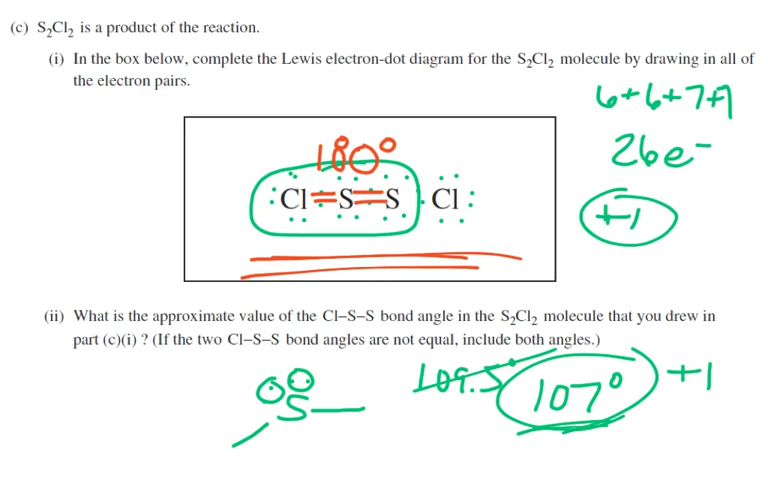 (c) S₂Cl₂ is a product of the reaction.
(i) In the box below, complete the Lewis electron-dot diagram for the S₂Cl₂ molecule by drawing in all of
the electron pairs.
6+6+7+7
26e⁻
180°
:Cl=S=S Cl:
+1
(ii) What is the approximate value of the Cl–S–S bond angle in the S₂Cl₂ molecule that you drew in
part (c)(i) ? (If the two Cl–S–S bond angles are not equal, include both angles.)
109.5 107° +1
S